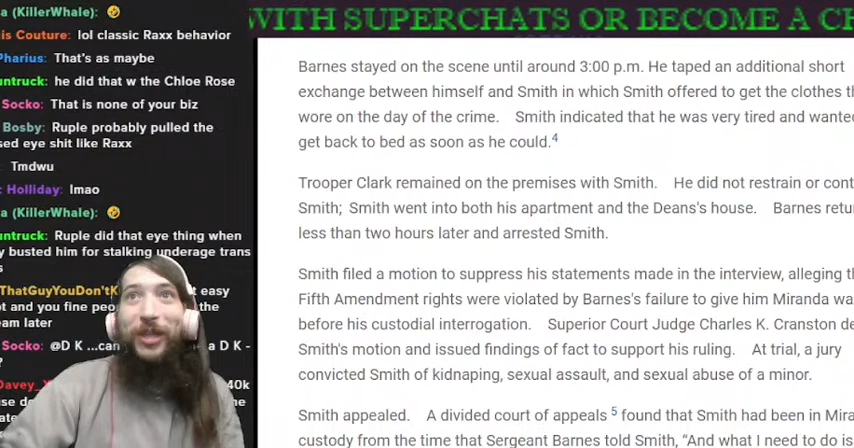 WITH SUPERCHATS OR BECOME A CH
a (KillerWhale):
is Couture: lol classic Raxx behavior
Pharius: That's as maybe
untruck: he did that w the Chloe Rose
Socko: That is none of your biz
Bosby: Ruple probably pulled the
sed eye shit like Raxx
Tmdwu
Holliday: lmao
a (KillerWhale):
untruck: Ruple did that eye thing when
y busted him for stalking underage trans
s
ThatGuyYouDon'tK t easy
pt and you fine peo the
eam later
Socko: @D K ...can a D K -
?
Davey_ 40k
Barnes stayed on the scene until around 3:00 p.m. He taped an additional short
exchange between himself and Smith in which Smith offered to get the clothes th
wore on the day of the crime. Smith indicated that he was very tired and wanted
get back to bed as soon as he could.4
Trooper Clark remained on the premises with Smith. He did not restrain or cont
Smith; Smith went into both his apartment and the Deans's house. Barnes retu
less than two hours later and arrested Smith.
Smith filed a motion to suppress his statements made in the interview, alleging th
Fifth Amendment rights were violated by Barnes's failure to give him Miranda wa
before his custodial interrogation. Superior Court Judge Charles K. Cranston de
Smith's motion and issued findings of fact to support his ruling. At trial, a jury
convicted Smith of kidnaping, sexual assault, and sexual abuse of a minor.
Smith appealed. A divided court of appeals 5 found that Smith had been in Mira
custody from the time that Sergeant Barnes told Smith, “And what I need to do is